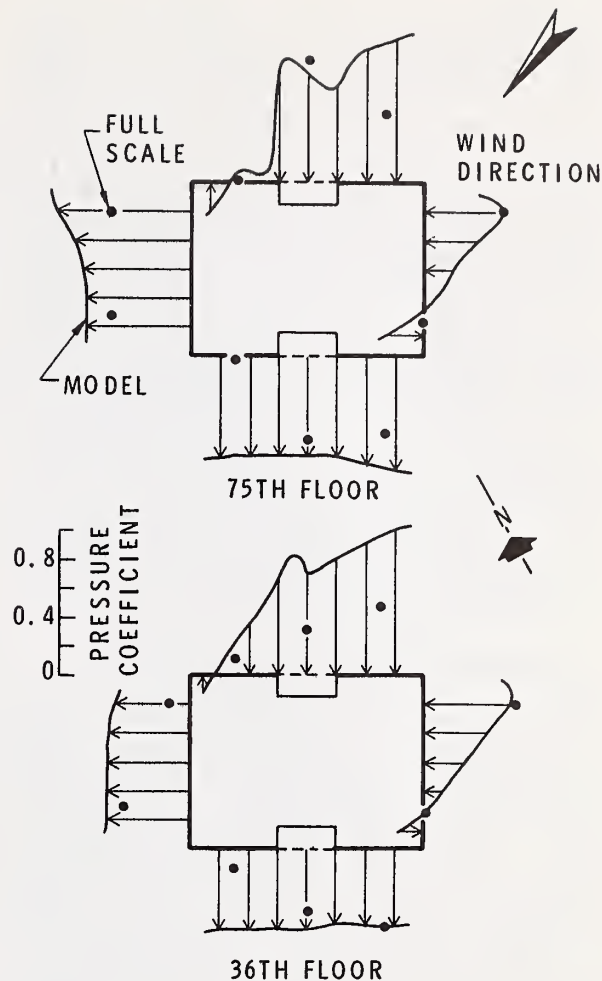 FULL
SCALE
WIND
DIRECTION
MODEL
75TH FLOOR
N
0.8
0.4
0
PRESSURE
COEFFICIENT
36TH FLOOR